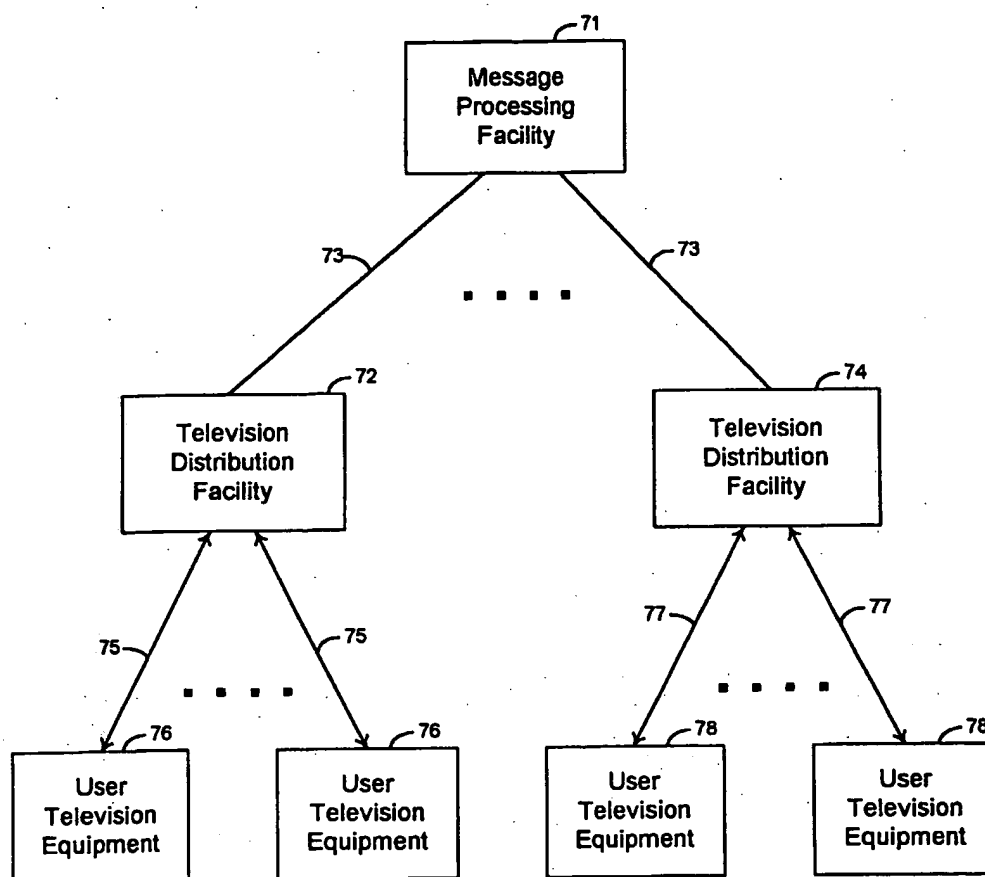 71
Message
Processing
Facility
73
73
72
Television
Distribution
Facility
74
Television
Distribution
Facility
75
75
77
77
76
User
Television
Equipment
76
User
Television
Equipment
78
User
Television
Equipment
78
User
Television
Equipment